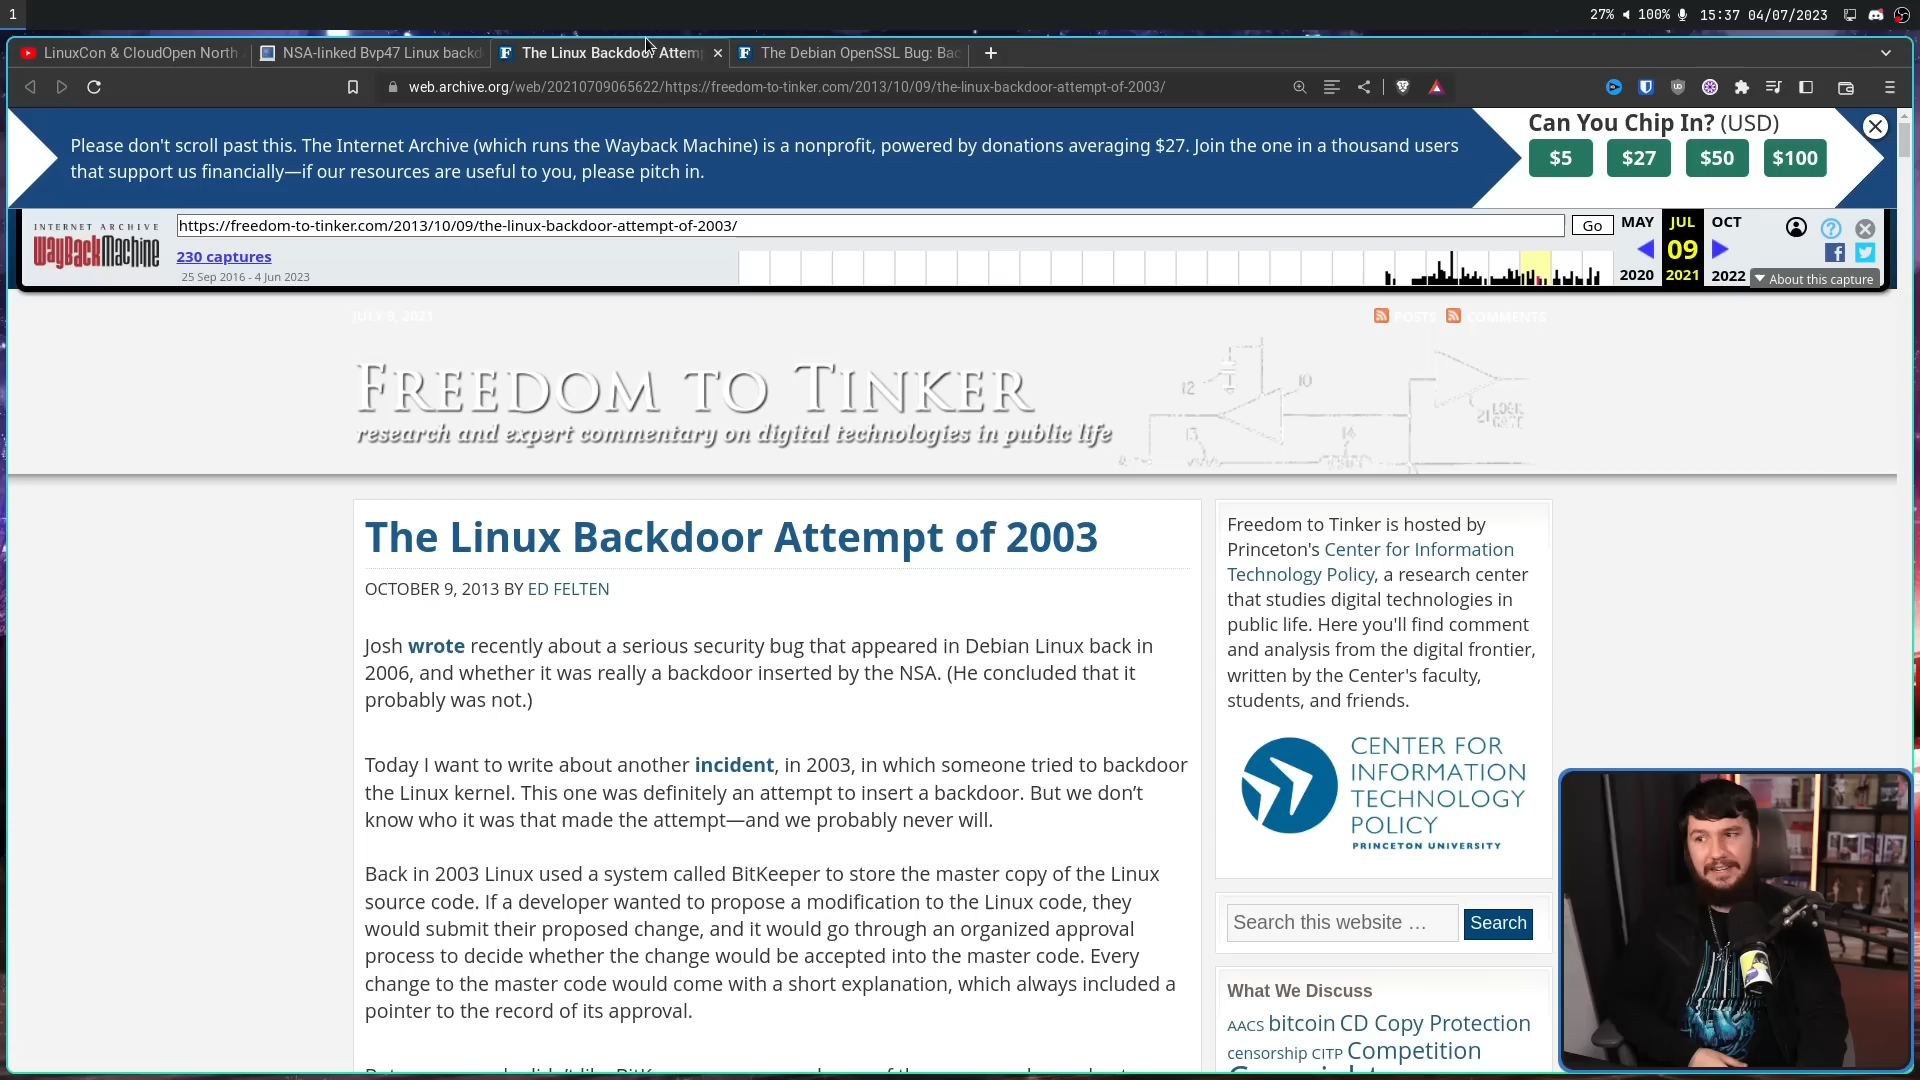 1
27% 100% 15:37 04/07/2023
LinuxCon & CloudOpen North
NSA-linked Bvp47 Linux backd
The Linux Backdoor Attem
The Debian OpenSSL Bug: Bac
web.archive.org/web/20210709065622/https://freedom-to-tinker.com/2013/10/09/the-linux-backdoor-attempt-of-2003/
Please don't scroll past this. The Internet Archive (which runs the Wayback Machine) is a nonprofit, powered by donations averaging $27. Join the one in a thousand users
that support us financially—if our resources are useful to you, please pitch in.
Can You Chip In? (USD)
$5 $27 $50 $100
INTERNET ARCHIVE
WayBackMachine
https://freedom-to-tinker.com/2013/10/09/the-linux-backdoor-attempt-of-2003/
Go
230 captures
25 Sep 2016 - 4 Jun 2023
MAY JUL OCT
09
2020 2021 2022
About this capture
JULY 9, 2021
POSTS COMMENTS
FREEDOM TO TINKER
research and expert commentary on digital technologies in public life
12 10
13 14
21 LOGIC
GATE
The Linux Backdoor Attempt of 2003
OCTOBER 9, 2013 BY ED FELTEN
Josh wrote recently about a serious security bug that appeared in Debian Linux back in
2006, and whether it was really a backdoor inserted by the NSA. (He concluded that it
probably was not.)
Today I want to write about another incident, in 2003, in which someone tried to backdoor
the Linux kernel. This one was definitely an attempt to insert a backdoor. But we don't
know who it was that made the attempt—and we probably never will.
Back in 2003 Linux used a system called BitKeeper to store the master copy of the Linux
source code. If a developer wanted to propose a modification to the Linux code, they
would submit their proposed change, and it would go through an organized approval
process to decide whether the change would be accepted into the master code. Every
change to the master code would come with a short explanation, which always included a
pointer to the record of its approval.
Freedom to Tinker is hosted by
Princeton's Center for Information
Technology Policy, a research center
that studies digital technologies in
public life. Here you'll find comment
and analysis from the digital frontier,
written by the Center's faculty,
students, and friends.
CENTER FOR
INFORMATION
TECHNOLOGY
POLICY
PRINCETON UNIVERSITY
Search this website …
Search
What We Discuss
AACS bitcoin CD Copy Protection
censorship CITP Competition